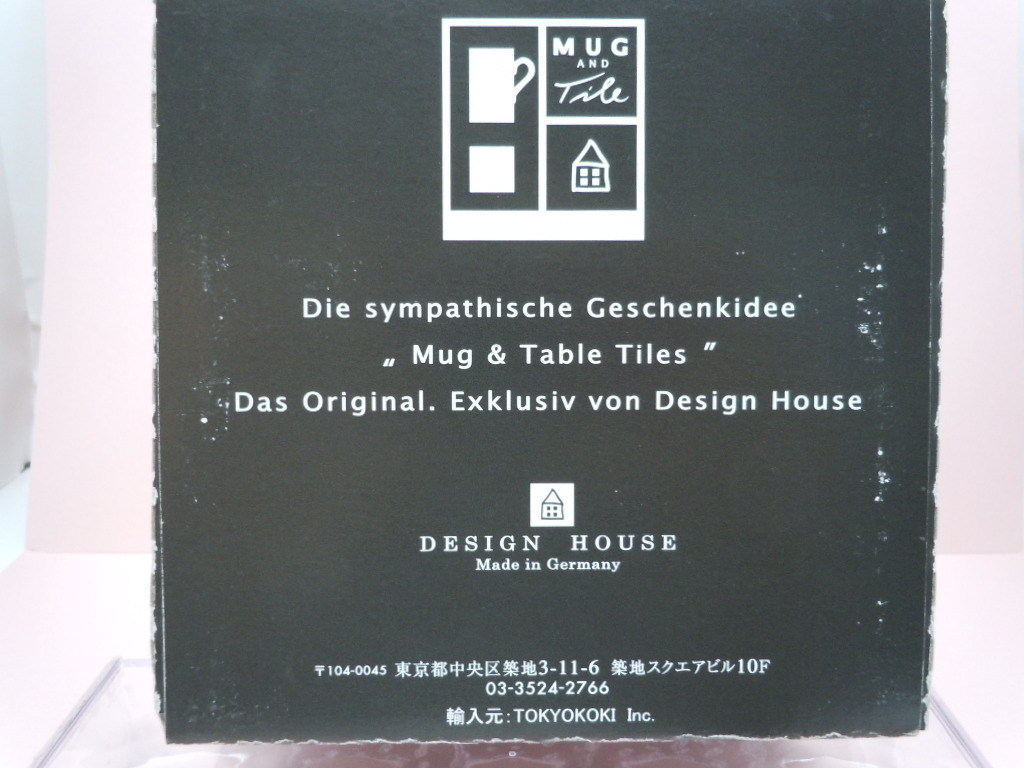 MUG
AND
Tile
Die sympathische Geschenkidee
„ Mug & Table Tiles ”
Das Original. Exklusiv von Design House
DESIGN HOUSE
Made in Germany
〒104-0045 東京都中央区築地3-11-6 築地スクエアビル10F
03-3524-2766
輸入元:TOKYOKOKI Inc.